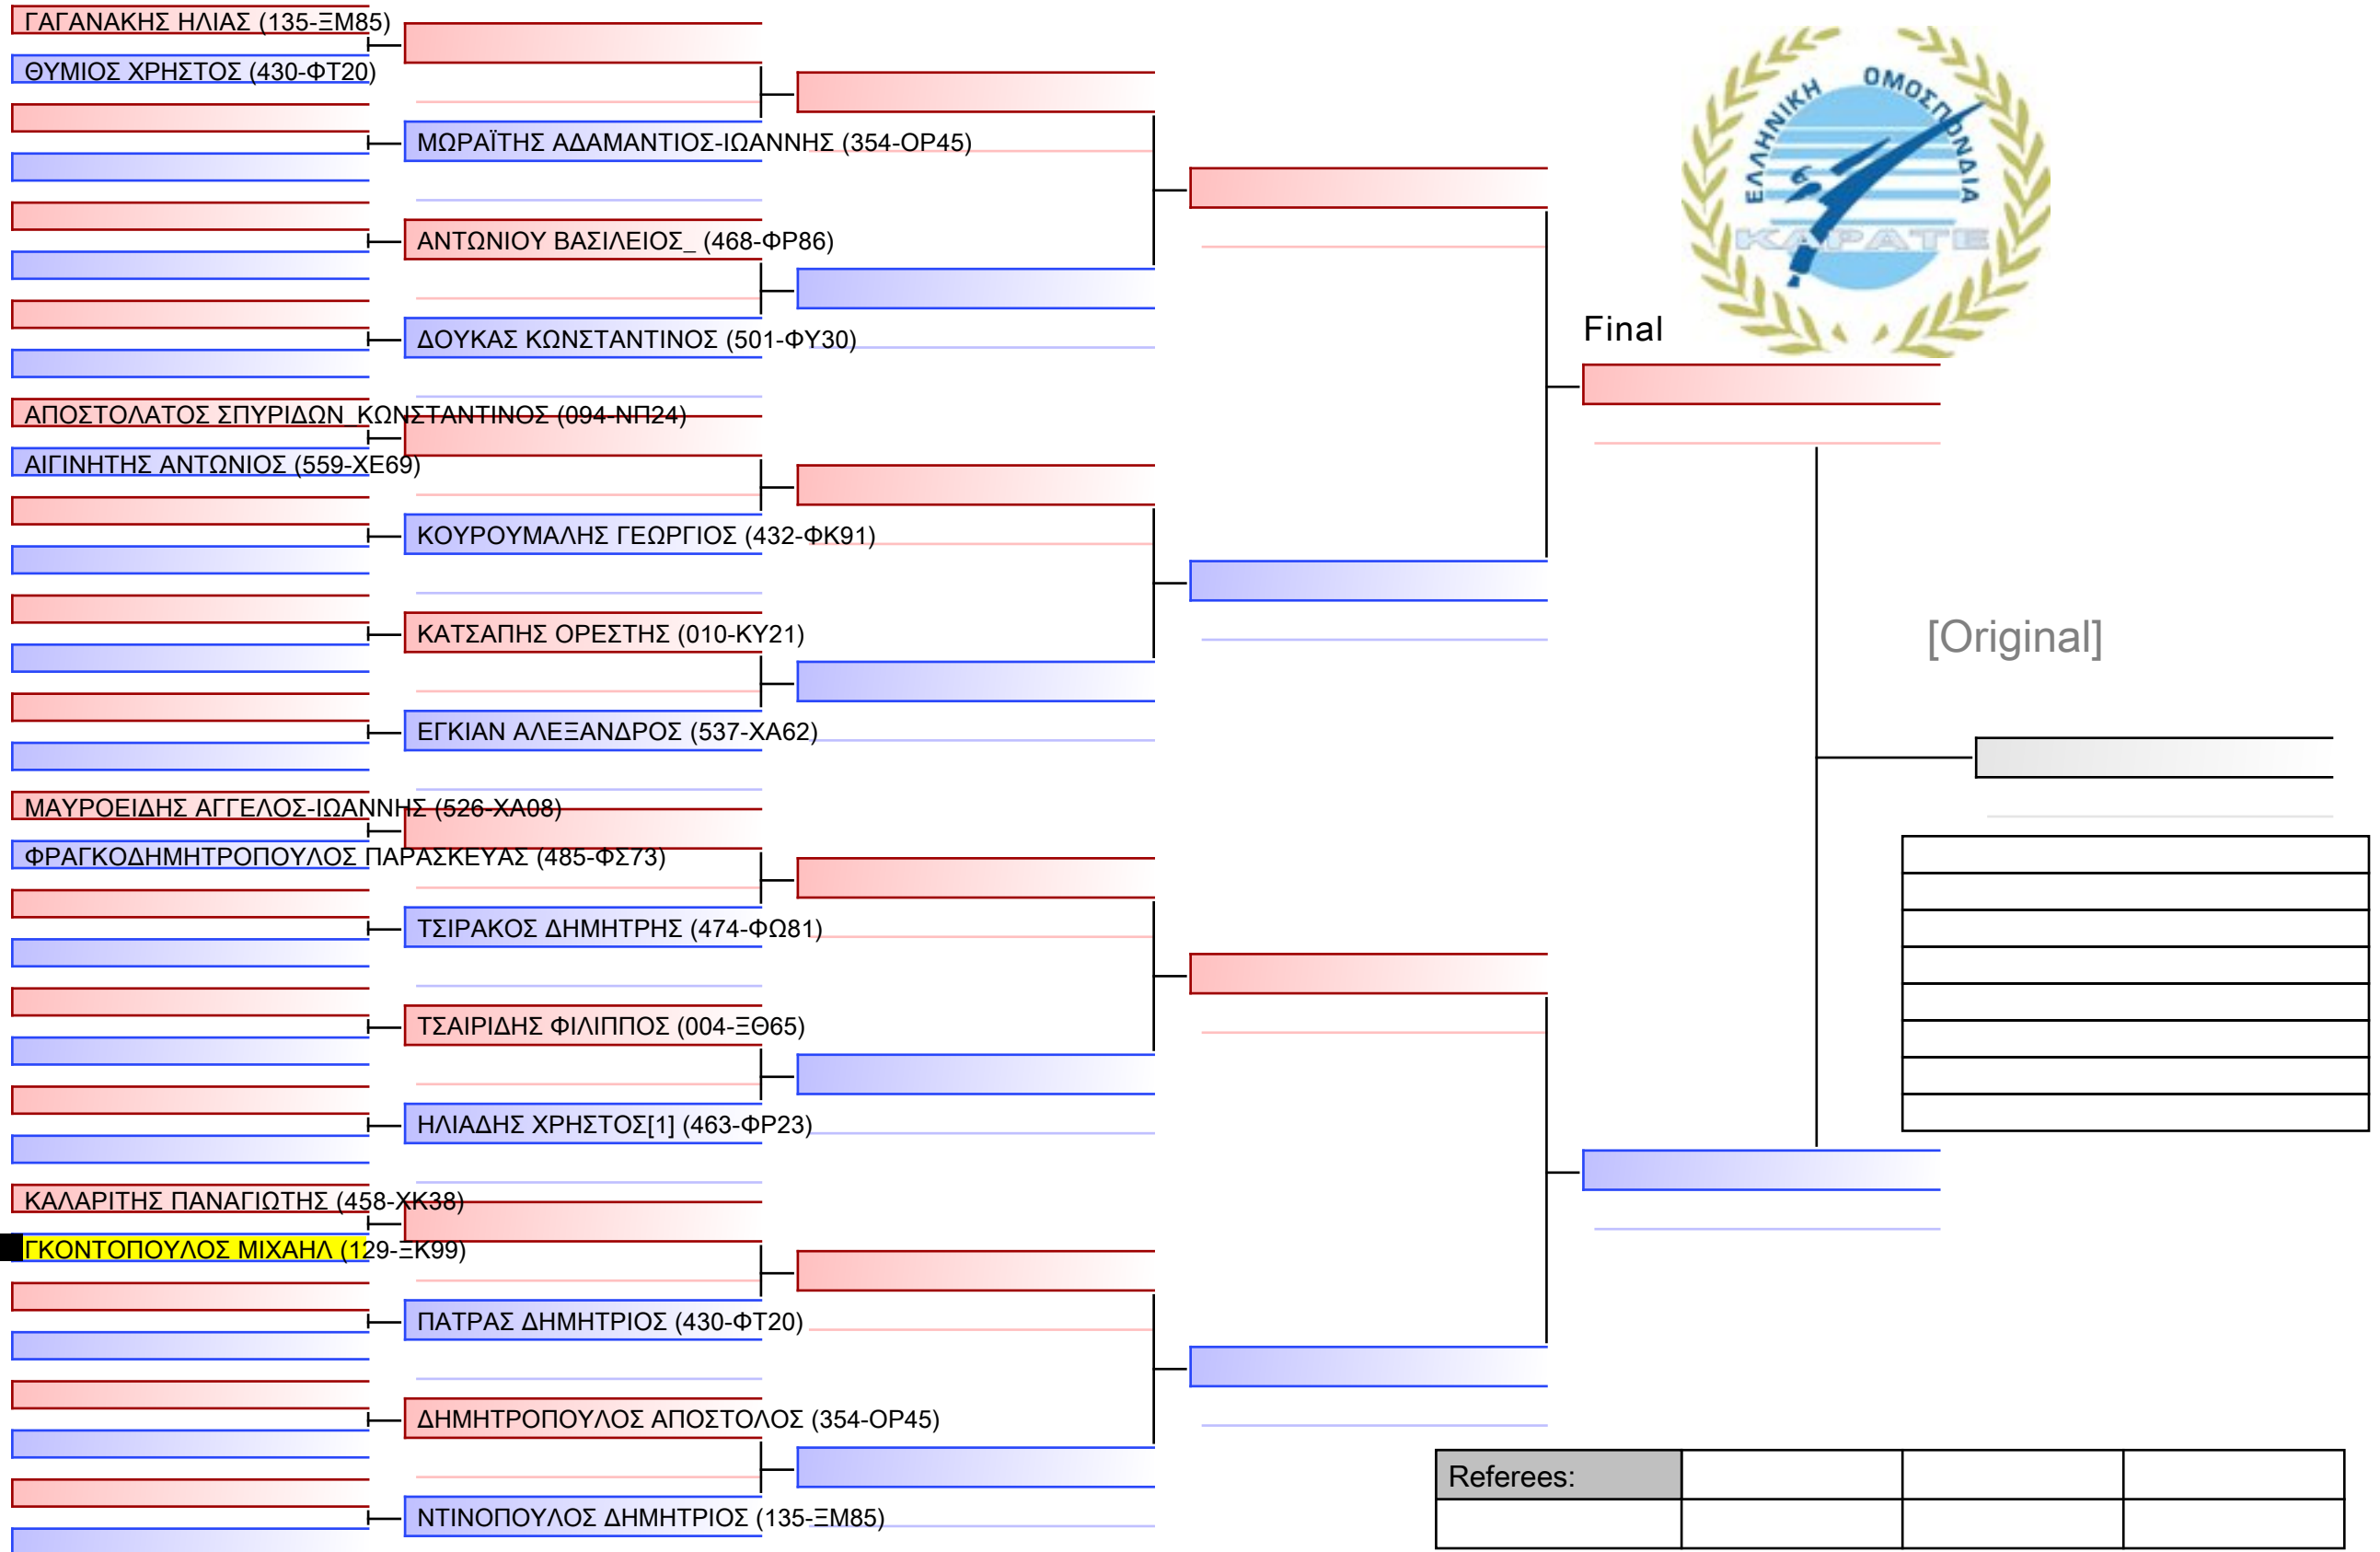 ΓΑΓΑΝΑΚΗΣ ΗΛΙΑΣ (135-ΞΜ85)
ΘΥΜΙΟΣ ΧΡΗΣΤΟΣ (430-ΦΤ20)
ΜΩΡΑΪΤΗΣ ΑΔΑΜΑΝΤΙΟΣ-ΙΩΑΝΝΗΣ (354-ΟΡ45)
ΑΝΤΩΝΙΟΥ ΒΑΣΙΛΕΙΟΣ_ (468-ΦΡ86)
ΔΟΥΚΑΣ ΚΩΝΣΤΑΝΤΙΝΟΣ (501-ΦΥ30)
ΑΠΟΣΤΟΛΑΤΟΣ ΣΠΥΡΙΔΩΝ_ΚΩΝΣΤΑΝΤΙΝΟΣ (094-ΝΠ24)
ΑΙΓΙΝΗΤΗΣ ΑΝΤΩΝΙΟΣ (559-ΧΕ69)
ΚΟΥΡΟΥΜΑΛΗΣ ΓΕΩΡΓΙΟΣ (432-ΦΚ91)
ΚΑΤΣΑΠΗΣ ΟΡΕΣΤΗΣ (010-ΚΥ21)
ΕΓΚΙΑΝ ΑΛΕΞΑΝΔΡΟΣ (537-ΧΑ62)
ΜΑΥΡΟΕΙΔΗΣ ΑΓΓΕΛΟΣ-ΙΩΑΝΝΗΣ (526-ΧΑ08)
ΦΡΑΓΚΟΔΗΜΗΤΡΟΠΟΥΛΟΣ ΠΑΡΑΣΚΕΥΑΣ (485-ΦΣ73)
ΤΣΙΡΑΚΟΣ ΔΗΜΗΤΡΗΣ (474-ΦΩ81)
ΤΣΑΙΡΙΔΗΣ ΦΙΛΙΠΠΟΣ (004-ΞΘ65)
ΗΛΙΑΔΗΣ ΧΡΗΣΤΟΣ[1] (463-ΦΡ23)
ΚΑΛΑΡΙΤΗΣ ΠΑΝΑΓΙΩΤΗΣ (458-ΧΚ38)
ΓΚΟΝΤΟΠΟΥΛΟΣ ΜΙΧΑΗΛ (129-ΞΚ99)
ΠΑΤΡΑΣ ΔΗΜΗΤΡΙΟΣ (430-ΦΤ20)
ΔΗΜΗΤΡΟΠΟΥΛΟΣ ΑΠΟΣΤΟΛΟΣ (354-ΟΡ45)
ΝΤΙΝΟΠΟΥΛΟΣ ΔΗΜΗΤΡΙΟΣ (135-ΞΜ85)
ΕΛΛΗΝΙΚΗ ΟΜΟΣΠΟΝΔΙΑ
ΚΑΡΑΤΕ
Final
[Original]
Referees: